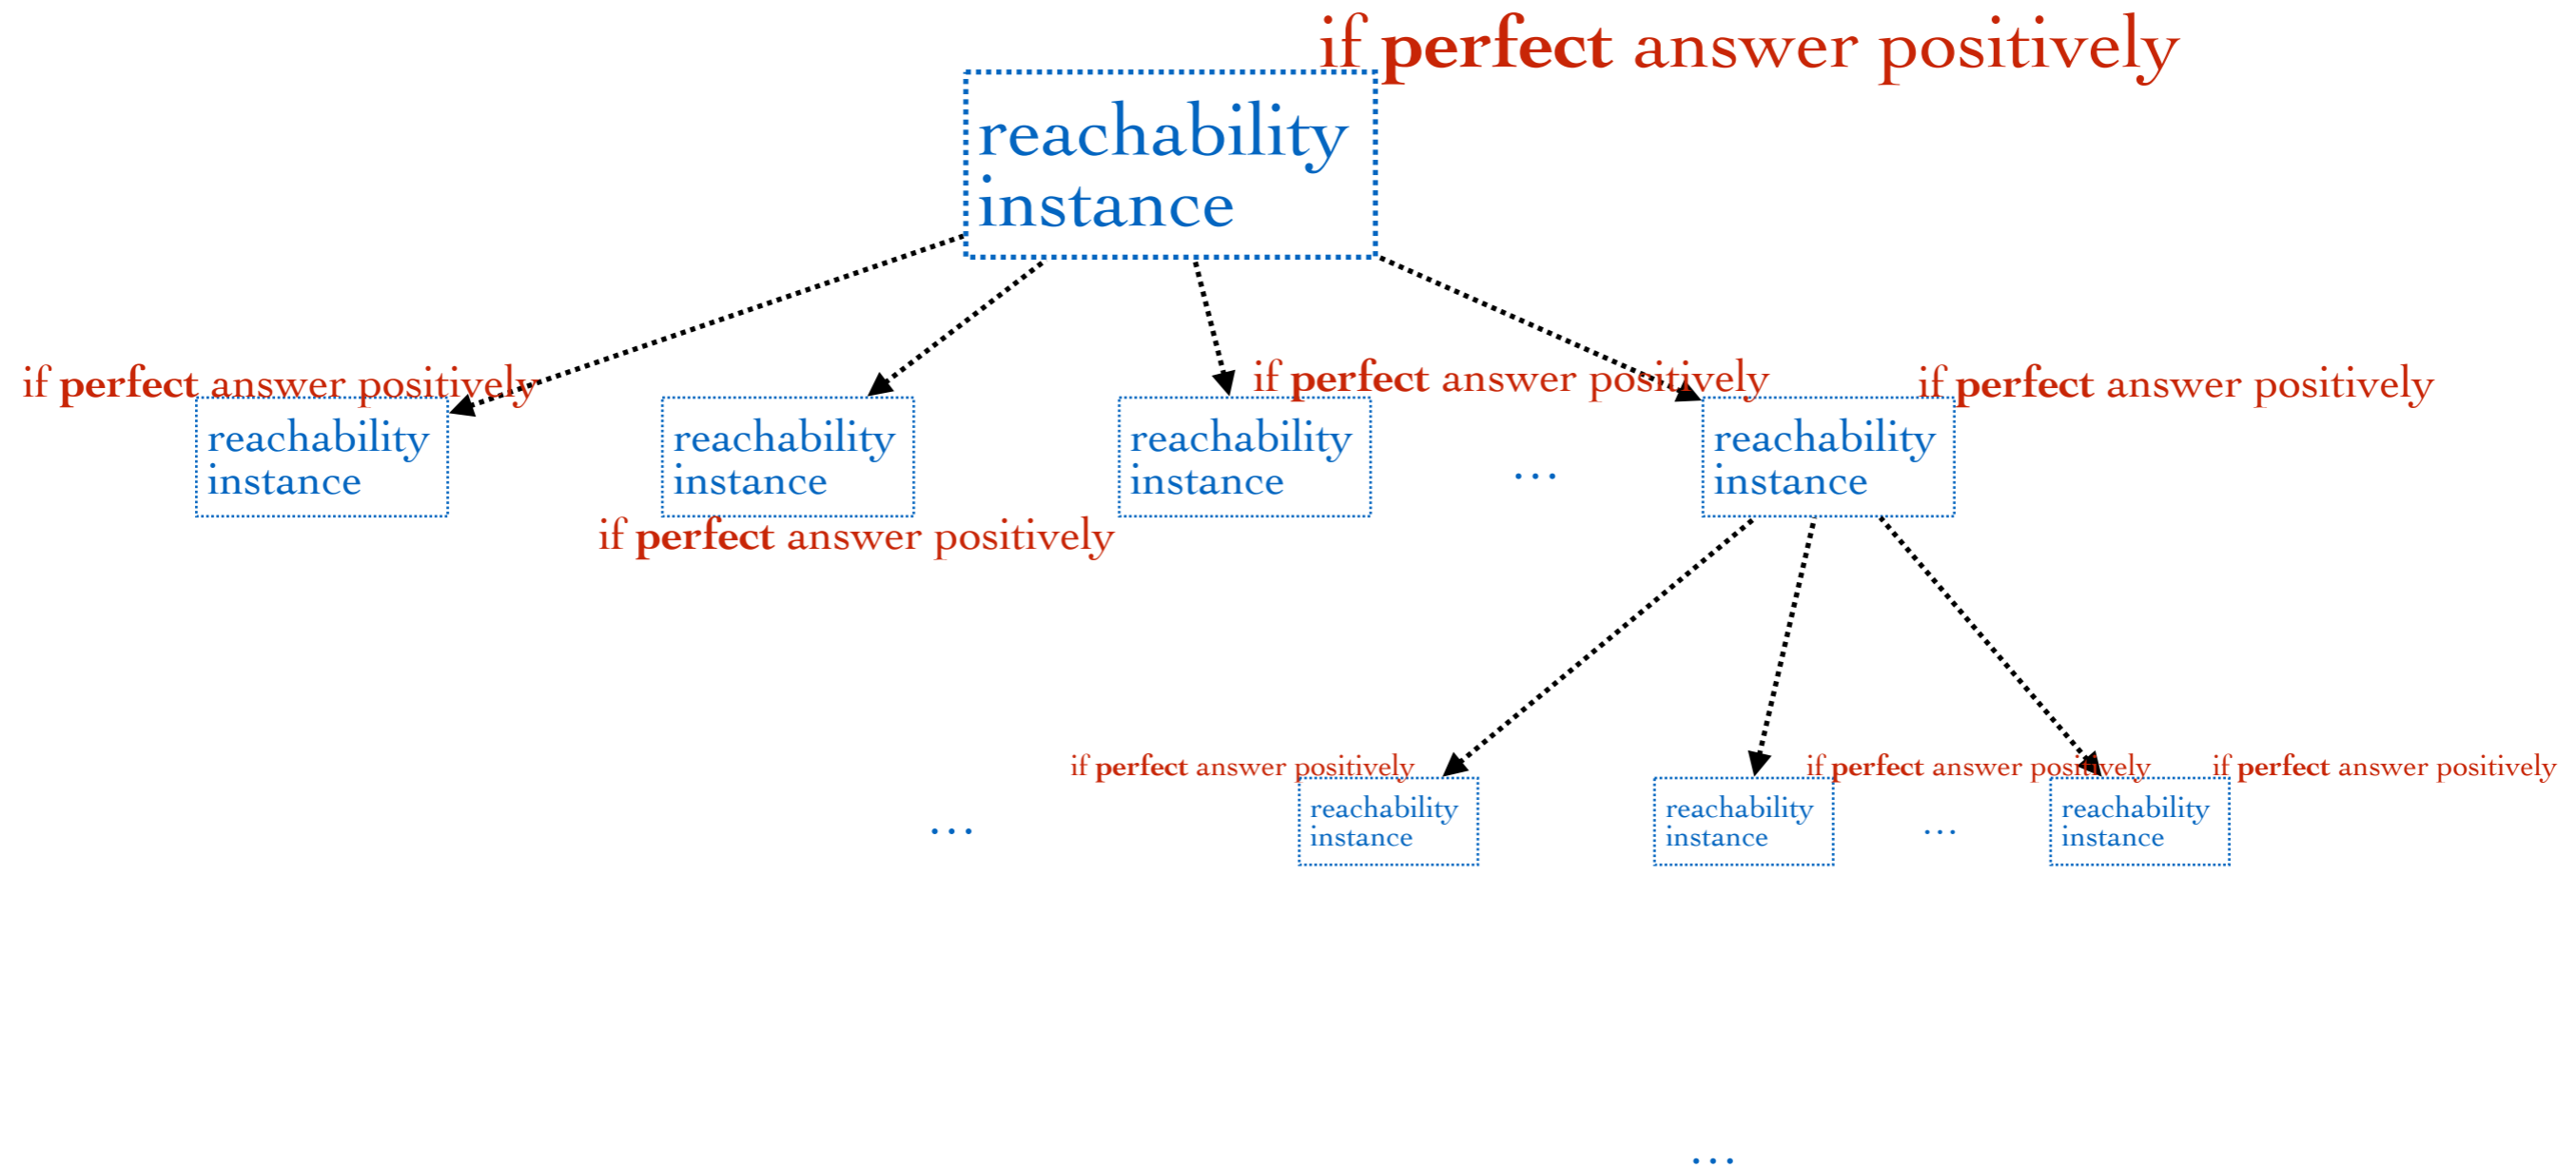 if perfect answer positively
reachability
instance
if perfect answer positively
if perfect answer positively
if perfect answer positively
reachability
instance
reachability
instance
reachability
instance
…
reachability
instance
if perfect answer positively
if perfect answer positively
if perfect answer positively
if perfect answer positively
…
reachability
instance
reachability
instance
…
reachability
instance
…